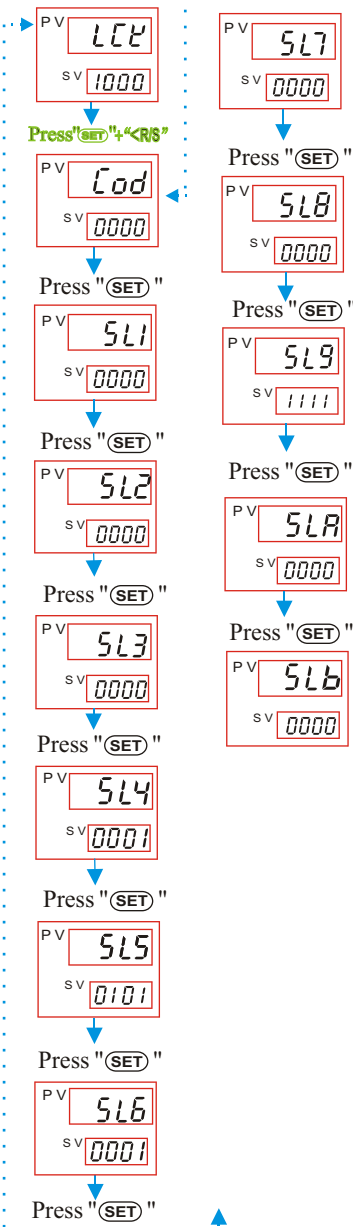 PV LCK
SV 1000
Press"SET"+"<R/S"
PV Cod
SV 0000
Press "SET"
PV SL1
SV 0000
Press "SET"
PV SL2
SV 0000
Press "SET"
PV SL3
SV 0000
Press "SET"
PV SL4
SV 0001
Press "SET"
PV SL5
SV 0101
Press "SET"
PV SL6
SV 0001
Press "SET"
PV SL7
SV 0000
Press "SET"
PV SL8
SV 0000
Press "SET"
PV SL9
SV 1111
Press "SET"
PV SLA
SV 0000
Press "SET"
PV SLb
SV 0000